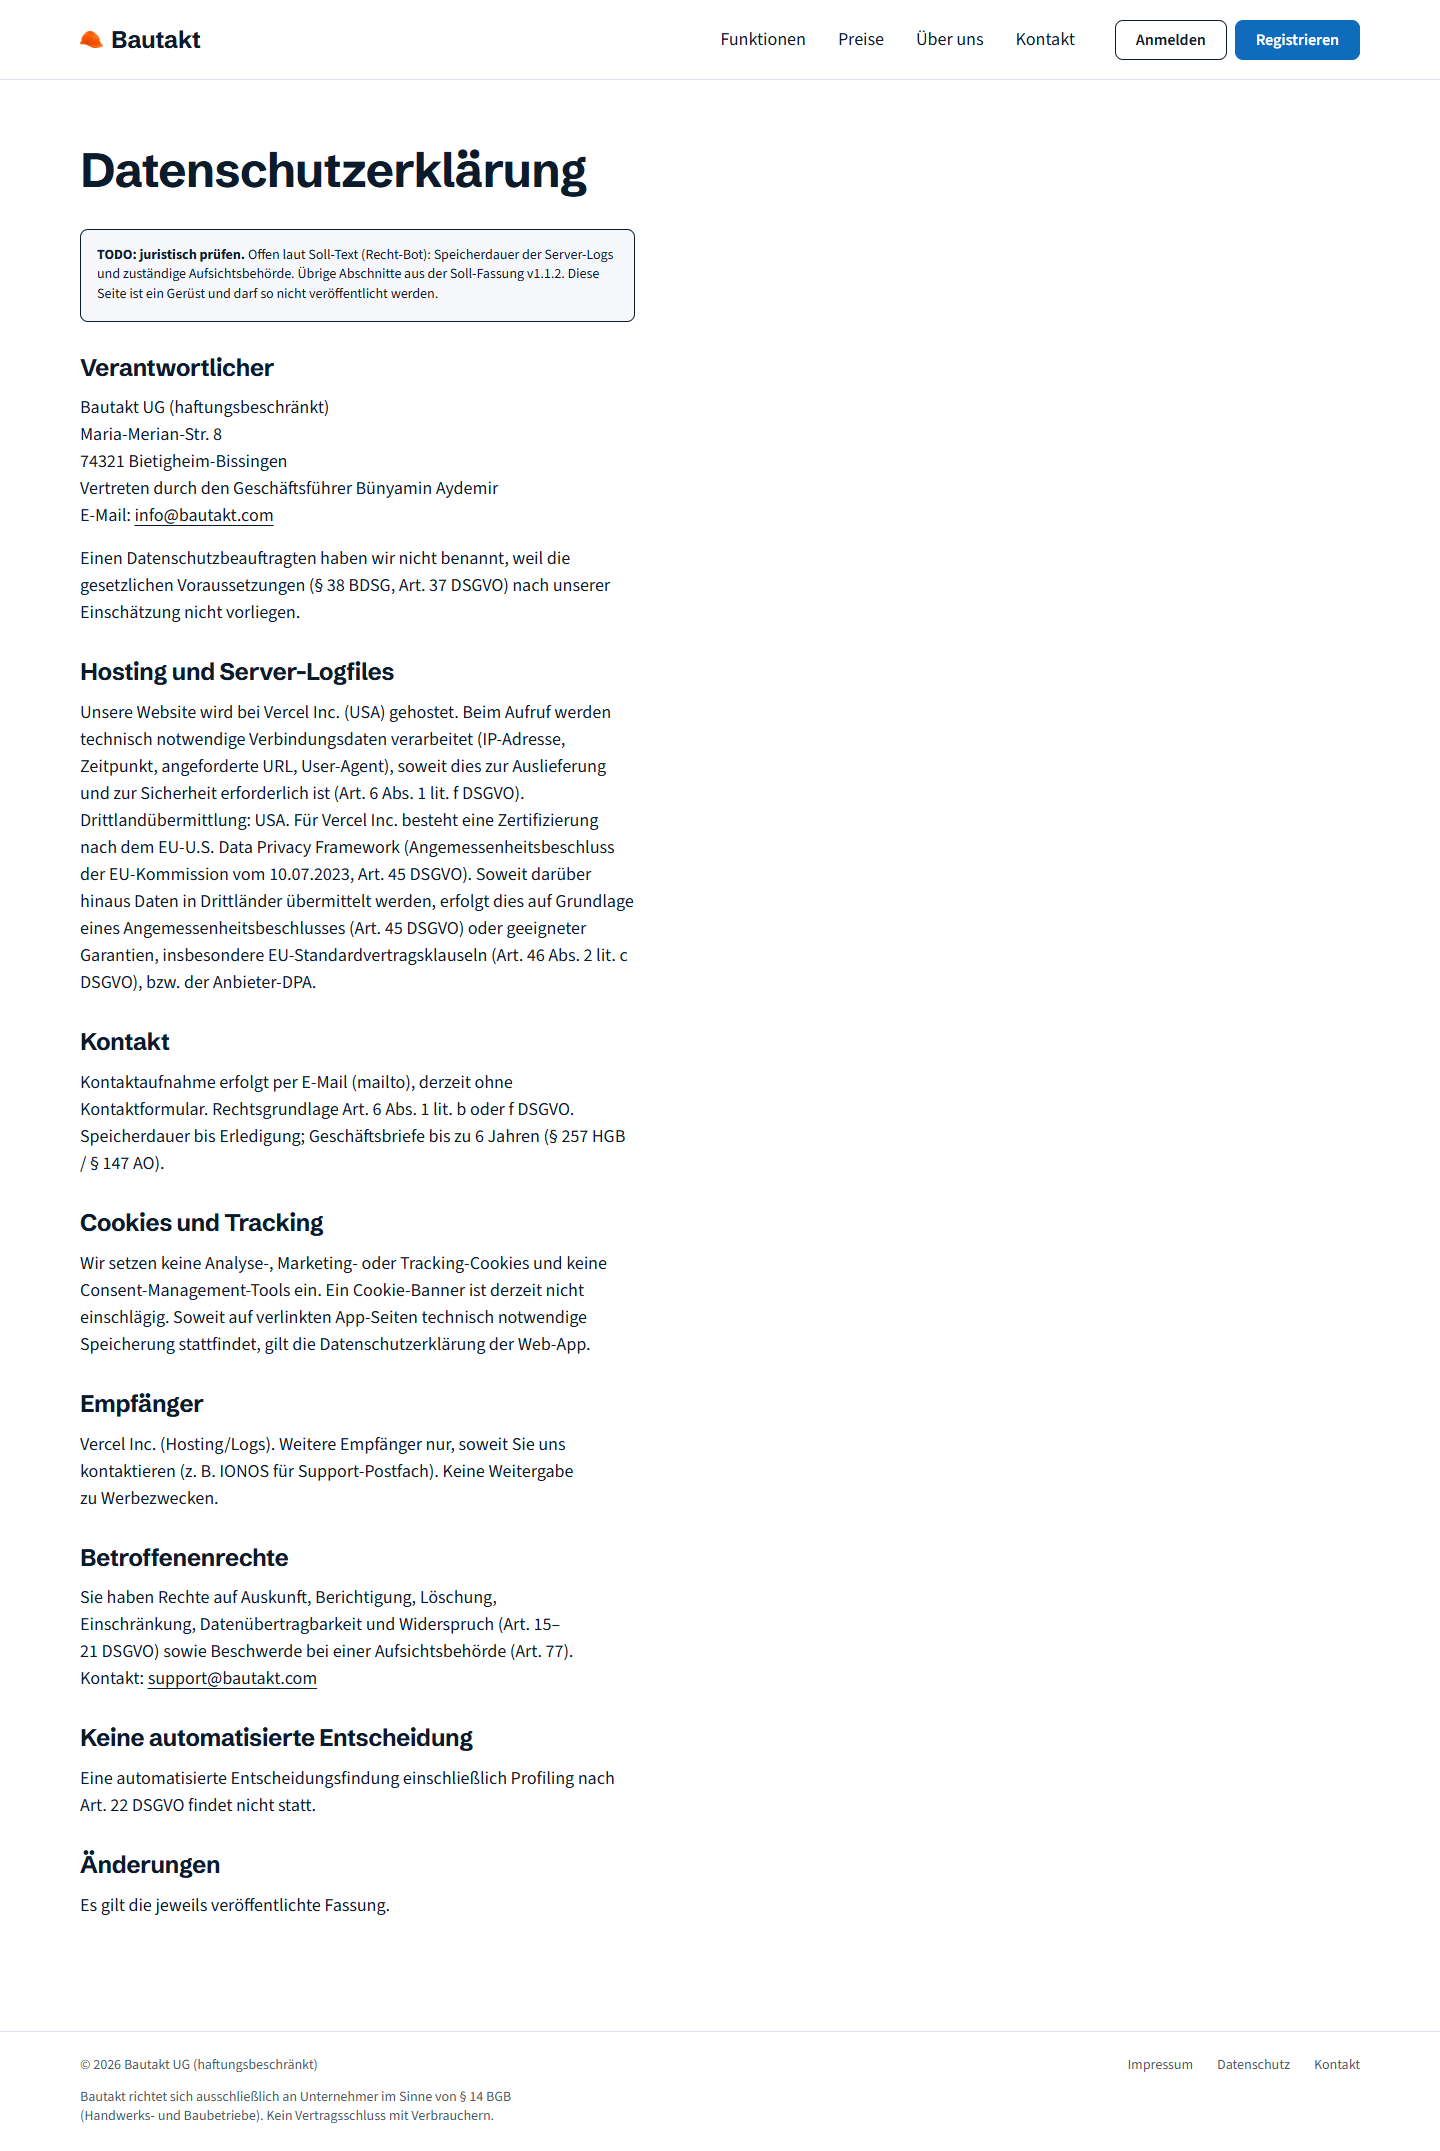 Bautakt
Funktionen
Preise
Über uns
Kontakt
Anmelden
Registrieren
Datenschutzerklärung
TODO: juristisch prüfen. Offen laut Soll-Text (Recht-Bot): Speicherdauer der Server-Logs
und zuständige Aufsichtsbehörde. Übrige Abschnitte aus der Soll-Fassung v1.1.2. Diese
Seite ist ein Gerüst und darf so nicht veröffentlicht werden.
Verantwortlicher
Bautakt UG (haftungsbeschränkt)
Maria-Merian-Str. 8
74321 Bietigheim-Bissingen
Vertreten durch den Geschäftsführer Bünyamin Aydemir
E-Mail: info@bautakt.com
Einen Datenschutzbeauftragten haben wir nicht benannt, weil die
gesetzlichen Voraussetzungen (§ 38 BDSG, Art. 37 DSGVO) nach unserer
Einschätzung nicht vorliegen.
Hosting und Server-Logfiles
Unsere Website wird bei Vercel Inc. (USA) gehostet. Beim Aufruf werden
technisch notwendige Verbindungsdaten verarbeitet (IP-Adresse,
Zeitpunkt, angeforderte URL, User-Agent), soweit dies zur Auslieferung
und zur Sicherheit erforderlich ist (Art. 6 Abs. 1 lit. f DSGVO).
Drittlandübermittlung: USA. Für Vercel Inc. besteht eine Zertifizierung
nach dem EU-U.S. Data Privacy Framework (Angemessenheitsbeschluss
der EU-Kommission vom 10.07.2023, Art. 45 DSGVO). Soweit darüber
hinaus Daten in Drittländer übermittelt werden, erfolgt dies auf Grundlage
eines Angemessenheitsbeschlusses (Art. 45 DSGVO) oder geeigneter
Garantien, insbesondere EU-Standardvertragsklauseln (Art. 46 Abs. 2 lit. c
DSGVO), bzw. der Anbieter-DPA.
Kontakt
Kontaktaufnahme erfolgt per E-Mail (mailto), derzeit ohne
Kontaktformular. Rechtsgrundlage Art. 6 Abs. 1 lit. b oder f DSGVO.
Speicherdauer bis Erledigung; Geschäftsbriefe bis zu 6 Jahren (§ 257 HGB
/ § 147 AO).
Cookies und Tracking
Wir setzen keine Analyse-, Marketing- oder Tracking-Cookies und keine
Consent-Management-Tools ein. Ein Cookie-Banner ist derzeit nicht
einschlägig. Soweit auf verlinkten App-Seiten technisch notwendige
Speicherung stattfindet, gilt die Datenschutzerklärung der Web-App.
Empfänger
Vercel Inc. (Hosting/Logs). Weitere Empfänger nur, soweit Sie uns
kontaktieren (z. B. IONOS für Support-Postfach). Keine Weitergabe
zu Werbezwecken.
Betroffenenrechte
Sie haben Rechte auf Auskunft, Berichtigung, Löschung,
Einschränkung, Datenübertragbarkeit und Widerspruch (Art. 15–
21 DSGVO) sowie Beschwerde bei einer Aufsichtsbehörde (Art. 77).
Kontakt: support@bautakt.com
Keine automatisierte Entscheidung
Eine automatisierte Entscheidungsfindung einschließlich Profiling nach
Art. 22 DSGVO findet nicht statt.
Änderungen
Es gilt die jeweils veröffentlichte Fassung.
© 2026 Bautakt UG (haftungsbeschränkt)
Impressum
Datenschutz
Kontakt
Bautakt richtet sich ausschließlich an Unternehmer im Sinne von § 14 BGB
(Handwerks- und Baubetriebe). Kein Vertragsschluss mit Verbrauchern.